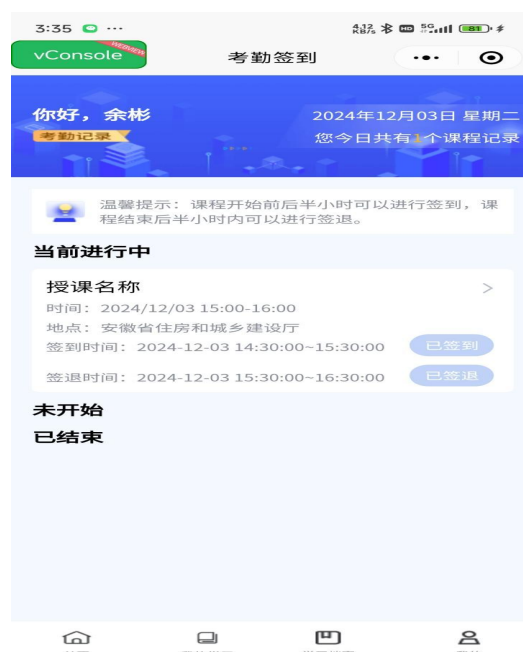 3:35
4.12 KB/s HD 5G 81
vConsole
考勤签到
你好，余彬
2024年12月03日 星期二
考勤记录
您今日共有1个课程记录
温馨提示：课程开始前后半小时可以进行签到，课
程结束后半小时内可以进行签退。
当前进行中
授课名称
时间：2024/12/03 15:00-16:00
地点：安徽省住房和城乡建设厅
签到时间：2024-12-03 14:30:00~15:30:00
已签到
签退时间：2024-12-03 15:30:00~16:30:00
已签退
未开始
已结束